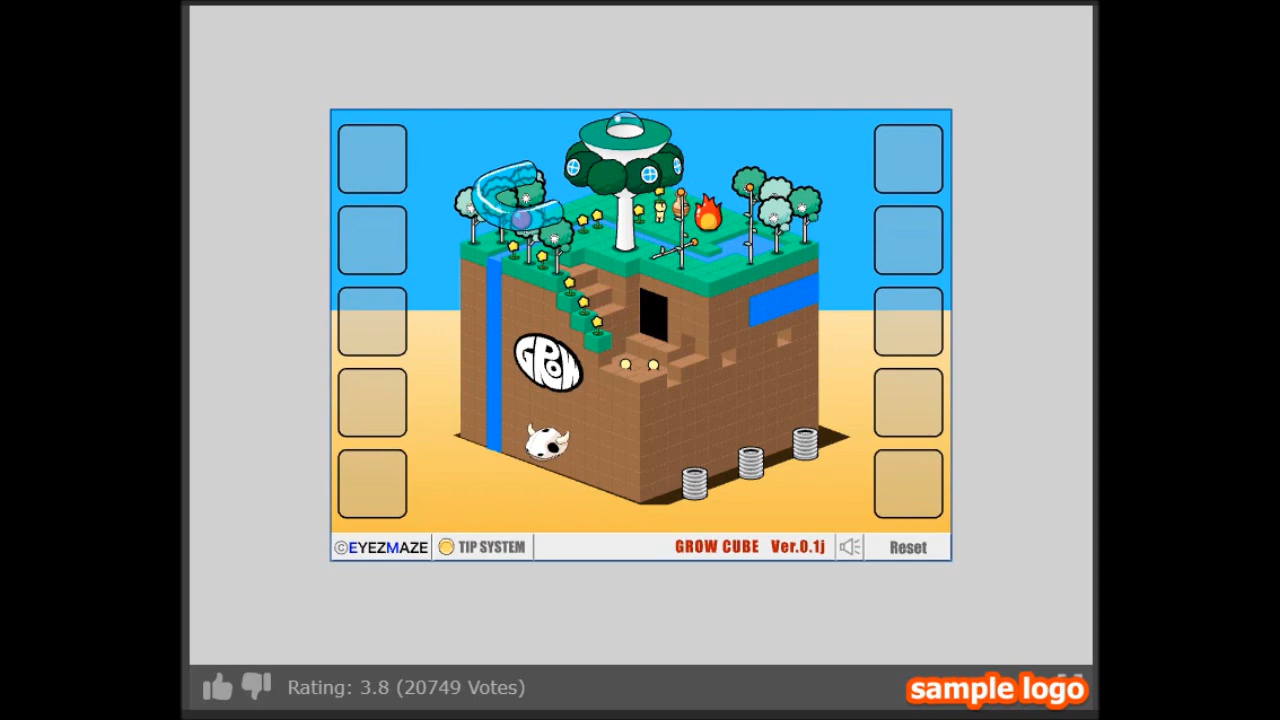 GROW
©EYEZMAZE
TIP SYSTEM
GROW CUBE Ver.0.1j
Reset
Rating: 3.8 (20749 Votes)
sample logo